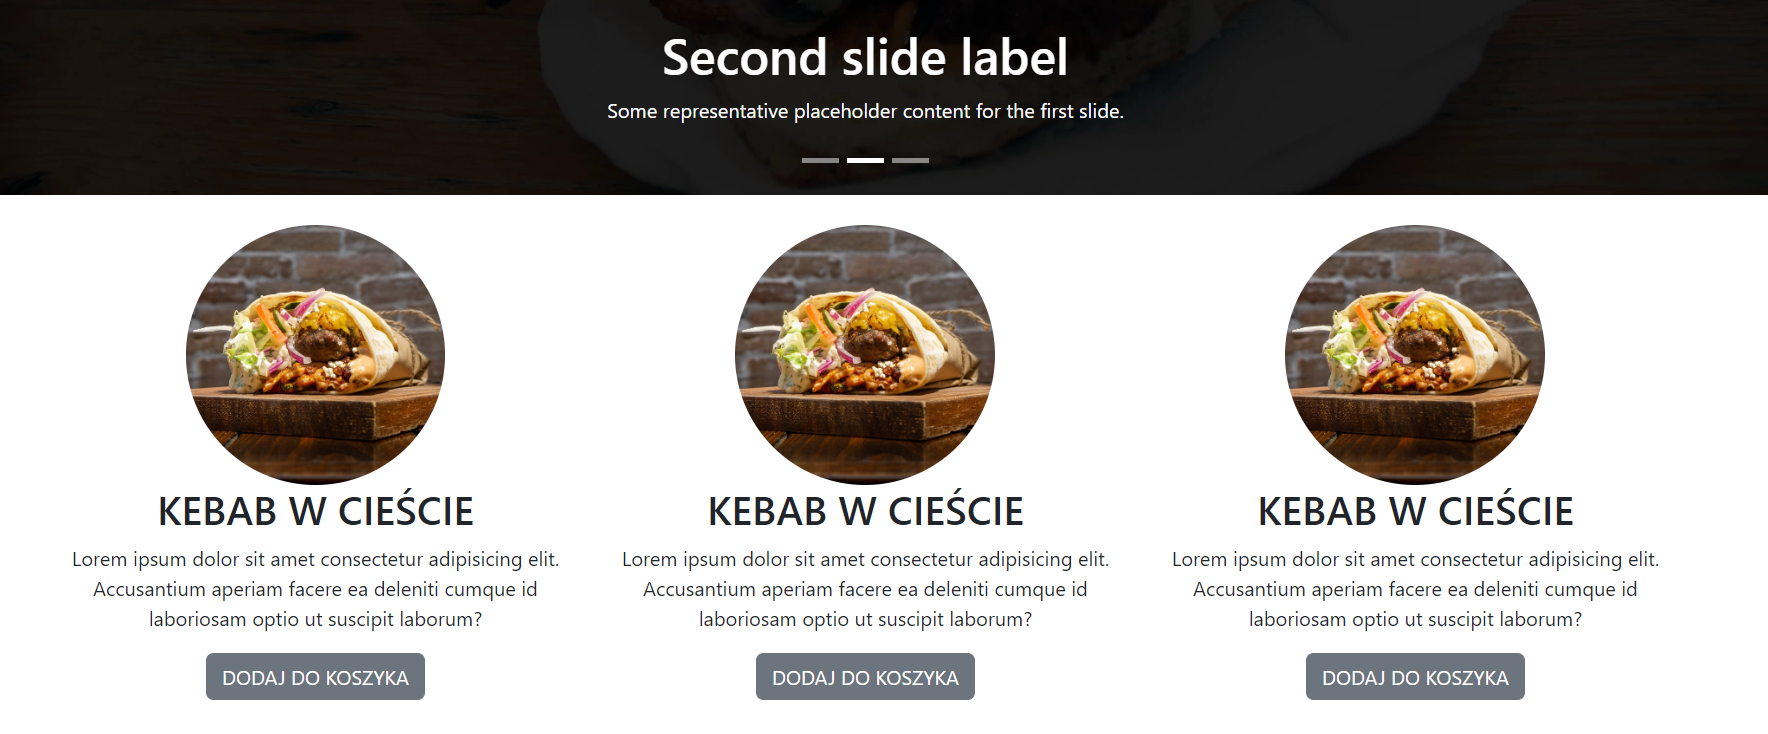 Second slide label
Some representative placeholder content for the first slide.
KEBAB W CIEŚCIE
Lorem ipsum dolor sit amet consectetur adipisicing elit.
Accusantium aperiam facere ea deleniti cumque id
laboriosam optio ut suscipit laborum?
DODAJ DO KOSZYKA
KEBAB W CIEŚCIE
Lorem ipsum dolor sit amet consectetur adipisicing elit.
Accusantium aperiam facere ea deleniti cumque id
laboriosam optio ut suscipit laborum?
DODAJ DO KOSZYKA
KEBAB W CIEŚCIE
Lorem ipsum dolor sit amet consectetur adipisicing elit.
Accusantium aperiam facere ea deleniti cumque id
laboriosam optio ut suscipit laborum?
DODAJ DO KOSZYKA